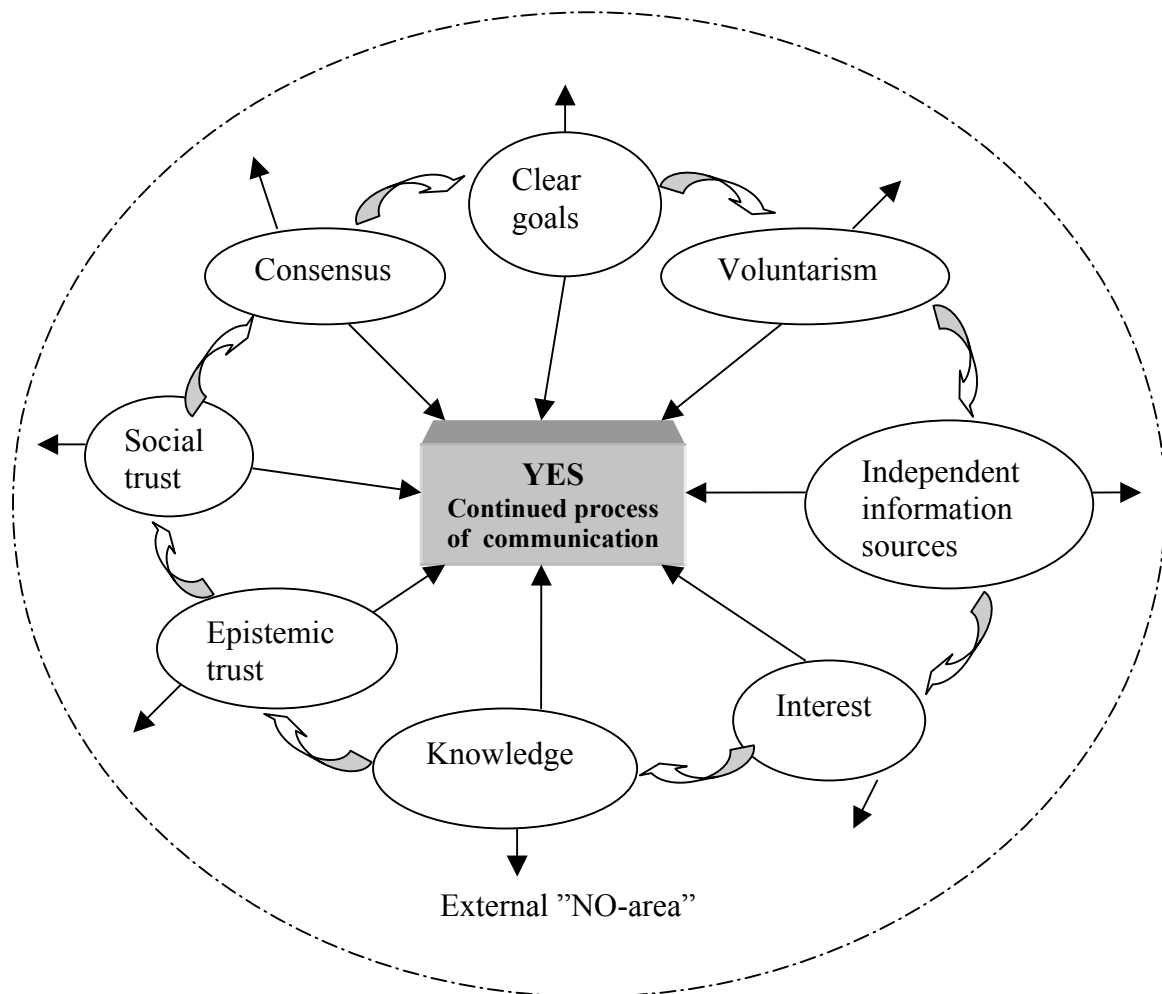 Clear
goals
Consensus
Voluntarism
Social
trust
YES
Continued process
of communication
Independent
information
sources
Epistemic
trust
Interest
Knowledge
External ”NO-area”